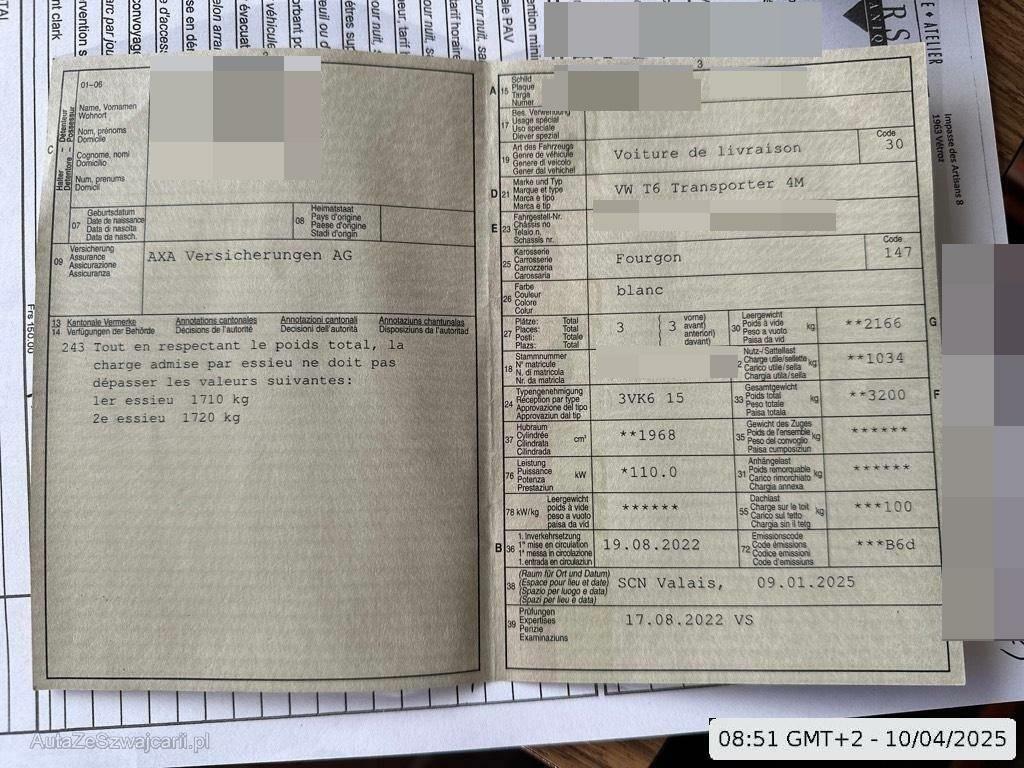 01–06
Name, Vornamen
Wohnort
Nom, prénoms
Domicile
Cognome, nomi
Domicilio
Num, prenums
Domicil
C
Halter – Détenteur
Detentore – Possessur
07
Geburtsdatum
Date de naissance
Data di nascita
Data da nasch.
08
Heimatstaat
Pays d'origine
Paese d'origine
Stadi d'origin
09
Versicherung
Assurance
Assicurazione
Assicuranza
AXA Versicherungen AG
13 Kantonale Vermerke Annotations cantonales Annotazioni cantonali Annotaziuns chantunalas
14 Verfügungen der Behörde Décisions de l'autorité Decisioni dell'autorità Disposiziuns da l'autoritad
243 Tout en respectant le poids total, la
charge admise par essieu ne doit pas
dépasser les valeurs suivantes:
1er essieu 1710 kg
2e essieu 1720 kg
3
A 15
Schild
Plaque
Targa
Numer
17
Bes. Verwendung
Usage spécial
Uso speciale
Diever spezial
19
Art des Fahrzeugs
Genre de véhicule
Genere di veicolo
Gener dal vehichel
Voiture de livraison
Code
30
D 21
Marke und Typ
Marque et type
Marca e tipo
Marca e tip
VW T6 Transporter 4M
E 23
Fahrgestell-Nr.
Châssis no
Telaio n.
Schassis nr.
25
Karosserie
Carrosserie
Carrozzeria
Carossaria
Fourgon
Code
147
26
Farbe
Couleur
Colore
Colur
blanc
27
Plätze: Total
Places: Total
Posti: Totale
Plazs: Total
3
3
vorne)
avant)
anteriori)
davant)
30
Leergewicht
Poids à vide
Peso a vuoto
Paisa da vid
kg
**2166
G
18
Stammnummer
N° matricule
N. di matricola
Nr. da matricla
2
Nutz-/Sattellast
Charge utile/sellette
Carico utile/sella
Chargia utila/sella
kg
**1034
24
Typengenehmigung
Réception par type
Approvazione del tipo
Approvaziun dal tip
3VK6 15
33
Gesamtgewicht
Poids total
Peso totale
Paisa totala
kg
**3200
F
37
Hubraum
Cylindrée
Cilindrata
Cilindrada
cm³
**1968
35
Gewicht des Zuges
Poids de l'ensemble
Peso del convoglio
Paisa cumposiziun
kg
******
76
Leistung
Puissance
Potenza
Prestaziun
kW
*110.0
31
Anhängelast
Poids remorquable
Carico rimorchiato
Chargia annexa
kg
******
78 kW/kg
Leergewicht
poids à vide
peso a vuoto
paisa da vid
******
55
Dachlast
Charge sur le toit
Carico sul tetto
Chargia sin il tetg
kg
***100
B 36
1. Inverkehrsetzung
1re mise en circulation
1a messa in circolazione
1. entrada en circulaziun
19.08.2022
72
Emissionscode
Code émissions
Codice emissioni
Code d'emissiuns
***B6d
38
(Raum für Ort und Datum)
(Espace pour lieu et date)
(Spazio per luogo e data)
(Spazi per lieu e data)
SCN Valais, 09.01.2025
39
Prüfungen
Expertises
Perizie
Examinaziuns
17.08.2022 VS
ATELIER
Impasse des Artisans 8
1963 Vétroz
Frs 150.00
AutaZeSzwajcarii.pl
08:51 GMT+2 - 10/04/2025